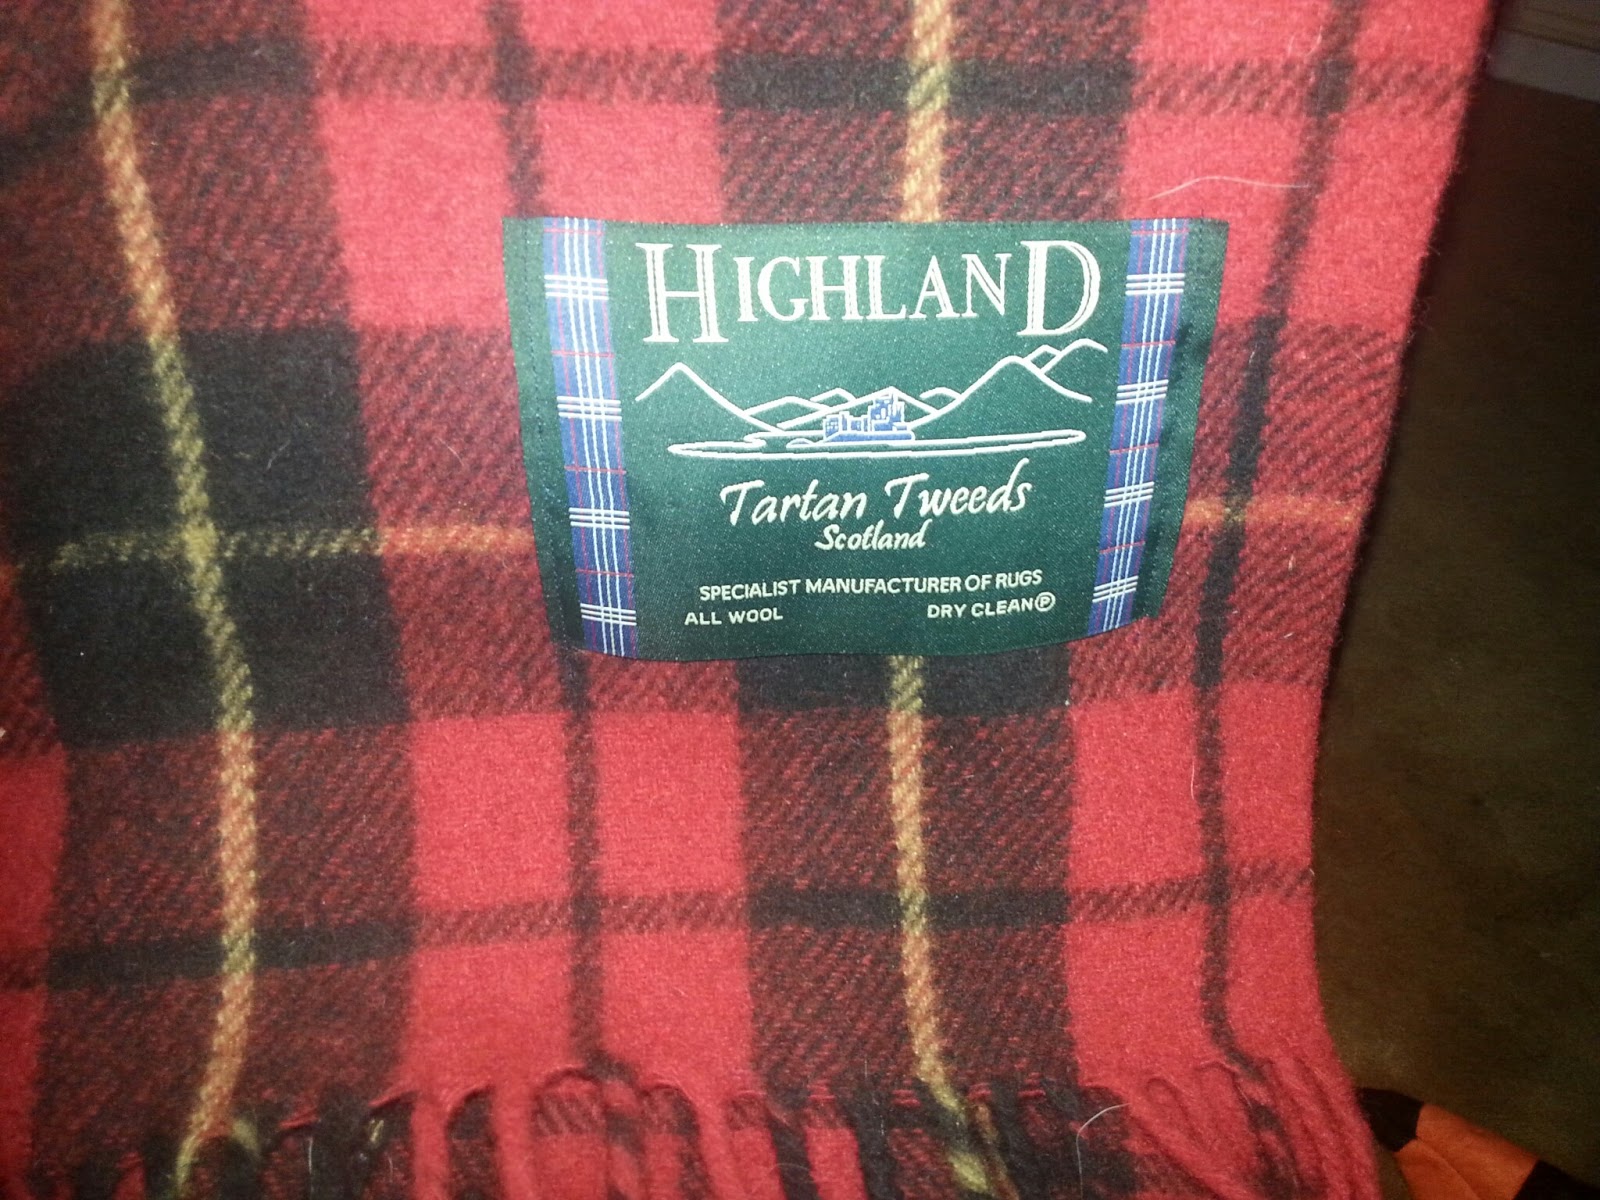 HIGHLAND
Tartan Tweeds
Scotland
SPECIALIST MANUFACTURER OF RUGS
ALL WOOL DRY CLEAN Ⓟ